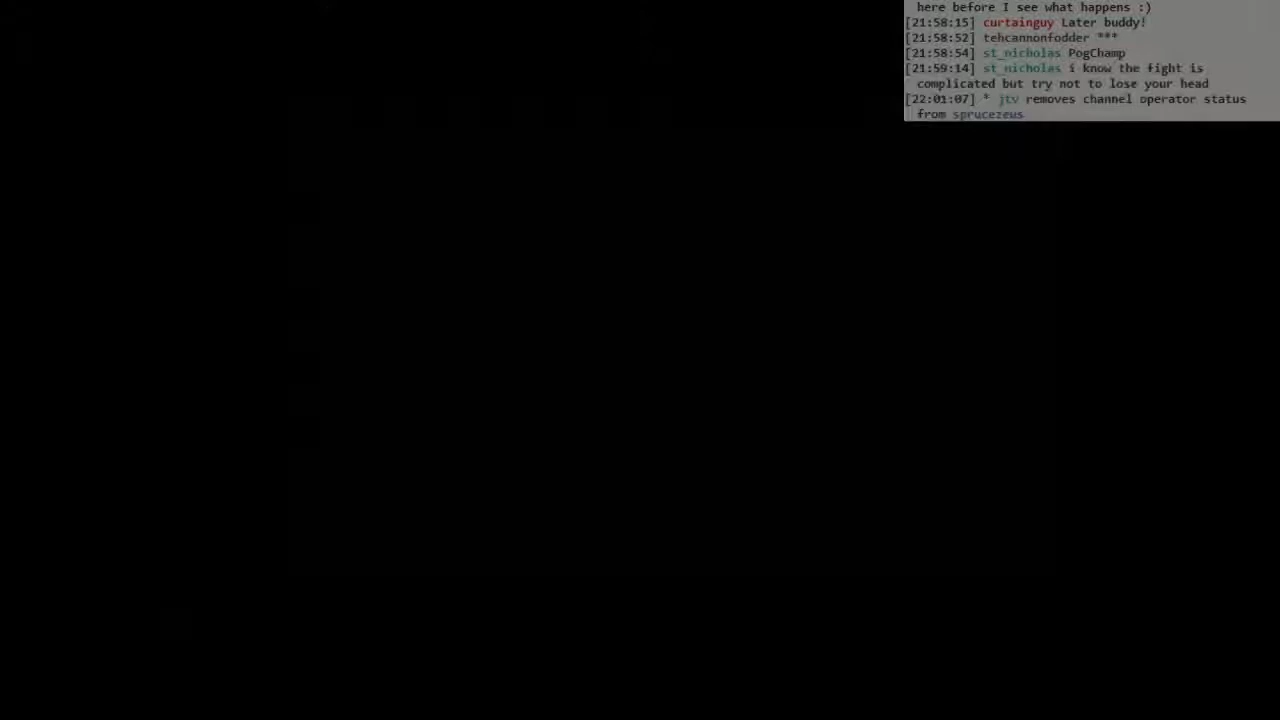 here before I see what happens :)
[21:58:15] curtainguy Later buddy!
[21:58:52] tehcannonfodder ***
[21:58:54] st_nicholas PogChamp
[21:59:14] st_nicholas i know the fight is
complicated but try not to lose your head
[22:01:07] * jtv removes channel operator status
from sprucezeus